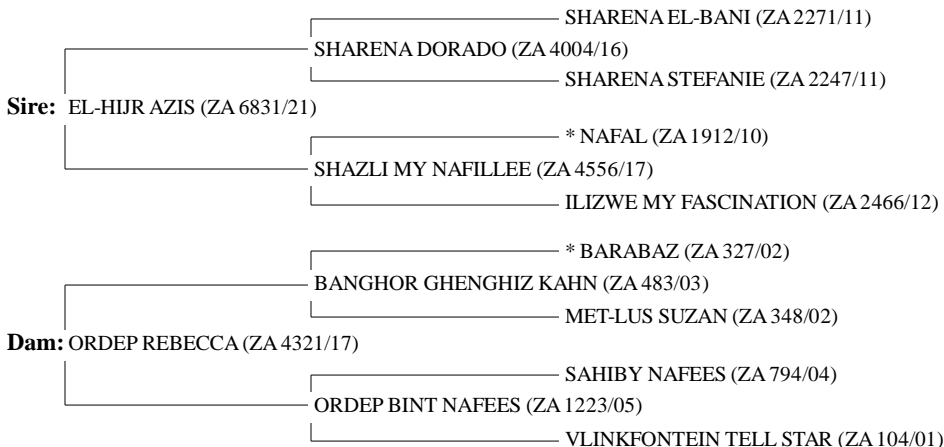 SHARENA EL-BANI (ZA 2271/11)
SHARENA DORADO (ZA 4004/16)
SHARENA STEFANIE (ZA 2247/11)
Sire: EL-HIJR AZIS (ZA 6831/21)
* NAFAL (ZA 1912/10)
SHAZLI MY NAFILLEE (ZA 4556/17)
ILIZWE MY FASCINATION (ZA 2466/12)
* BARABAZ (ZA 327/02)
BANGHOR GHENGHIZ KAHN (ZA 483/03)
MET-LUS SUZAN (ZA 348/02)
Dam: ORDEP REBECCA (ZA 4321/17)
SAHIBY NAFEES (ZA 794/04)
ORDEP BINT NAFEES (ZA 1223/05)
VLINKFONTEIN TELL STAR (ZA 104/01)